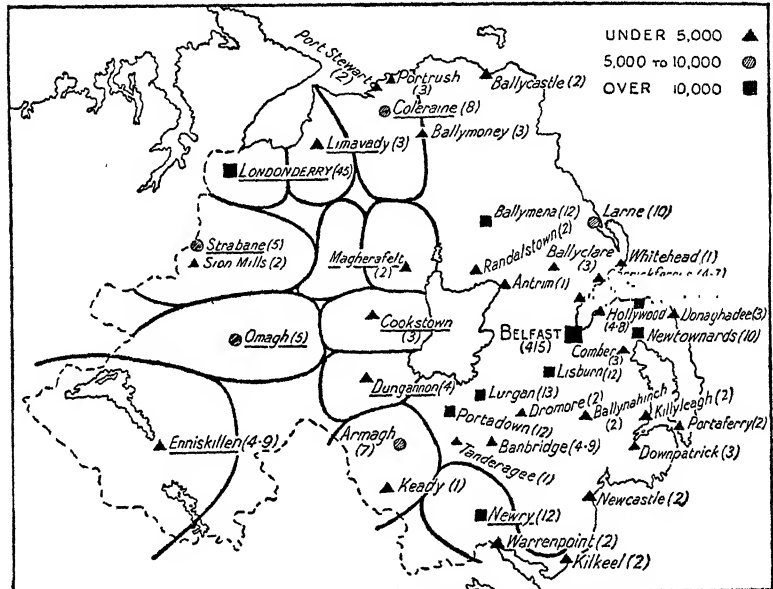 UNDER 5,000
5,000 TO 10,000
OVER 10,000
Port Stewart
(2)
Portrush
(3)
Ballycastle (2)
Coleraine (8)
Limavady (3)
Ballymoney (3)
LONDONDERRY (45)
Ballymena (12)
Larne (10)
Strabane (5)
Sion Mills (2)
Magherafelt
(2)
Randalstown
(2)
Ballyclare
(3)
Whitehead (1)
Antrim (1)
Cookstown
(3)
Omagh (5)
BELFAST
(415)
Hollywood
(4·8)
Donaghadee (3)
Newtownards
(10)
Comber
(3)
Lisburn
(12)
Dungannon (4)
Lurgan (13)
Portadown
(12)
Dromore (2)
Ballynahinch
(2)
Killyleagh (2)
Portaferry (2)
Enniskillen (4·9)
Armagh
(7)
Banbridge (4·9)
Tanderagee (1)
Downpatrick (3)
Keady (1)
Newry (12)
Newcastle (2)
Warrenpoint (2)
Kilkeel (2)